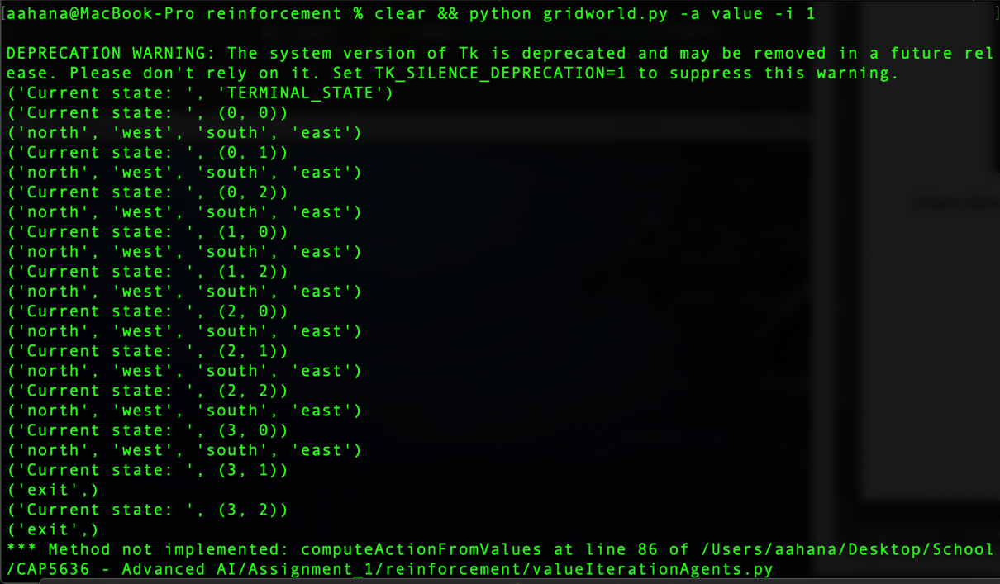 [aahana@MacBook-Pro reinforcement % clear && python gridworld.py -a value -i 1 ]
DEPRECATION WARNING: The system version of Tk is deprecated and may be removed in a future rel
ease. Please don't rely on it. Set TK_SILENCE_DEPRECATION=1 to suppress this warning.
('Current state: ', 'TERMINAL_STATE')
('Current state: ', (0, 0))
('north', 'west', 'south', 'east')
('Current state: ', (0, 1))
('north', 'west', 'south', 'east')
('Current state: ', (0, 2))
('north', 'west', 'south', 'east')
('Current state: ', (1, 0))
('north', 'west', 'south', 'east')
('Current state: ', (1, 2))
('north', 'west', 'south', 'east')
('Current state: ', (2, 0))
('north', 'west', 'south', 'east')
('Current state: ', (2, 1))
('north', 'west', 'south', 'east')
('Current state: ', (2, 2))
('north', 'west', 'south', 'east')
('Current state: ', (3, 0))
('north', 'west', 'south', 'east')
('Current state: ', (3, 1))
('exit',)
('Current state: ', (3, 2))
('exit',)
*** Method not implemented: computeActionFromValues at line 86 of /Users/aahana/Desktop/School
/CAP5636 - Advanced AI/Assignment_1/reinforcement/valueIterationAgents.py